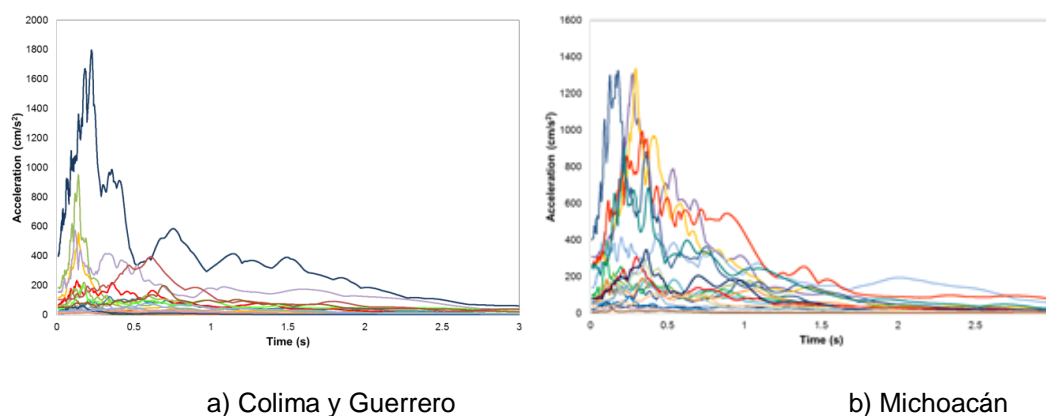 2000
1800
1600
1400
1200
1000
800
600
400
200
0
Acceleration (cm/s²)
0 0.5 1 1.5 2 2.5 3
Time (s)
1600
1400
1200
1000
800
600
400
200
0
Acceleration (cm/s²)
0 0.5 1 1.5 2 2.5
Time (s)
a) Colima y Guerrero
b) Michoacán